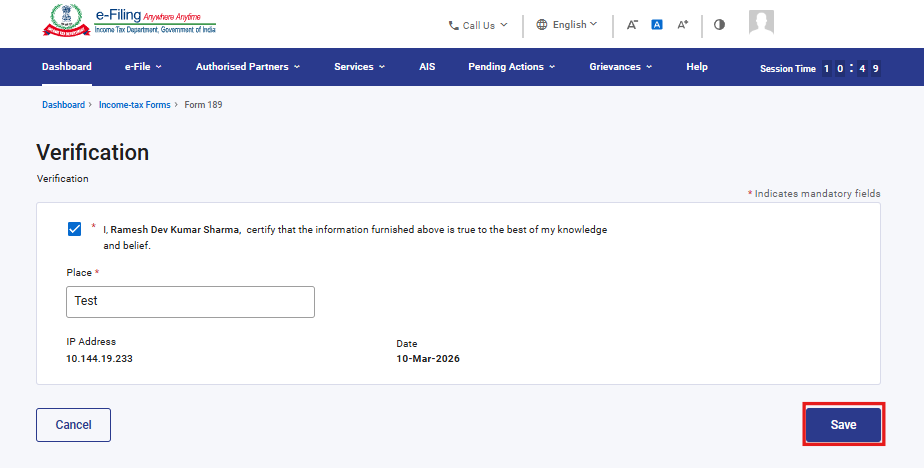 e-Filing Anywhere Anytime
Income Tax Department, Government of India
Call Us
English
A-
A
A+
Dashboard
e-File
Authorised Partners
Services
AIS
Pending Actions
Grievances
Help
Session Time 1 0 : 4 9
Dashboard > Income-tax Forms > Form 189
Verification
Verification
* Indicates mandatory fields
* I, Ramesh Dev Kumar Sharma, certify that the information furnished above is true to the best of my knowledge
and belief.
Place *
Test
IP Address
10.144.19.233
Date
10-Mar-2026
Cancel
Save